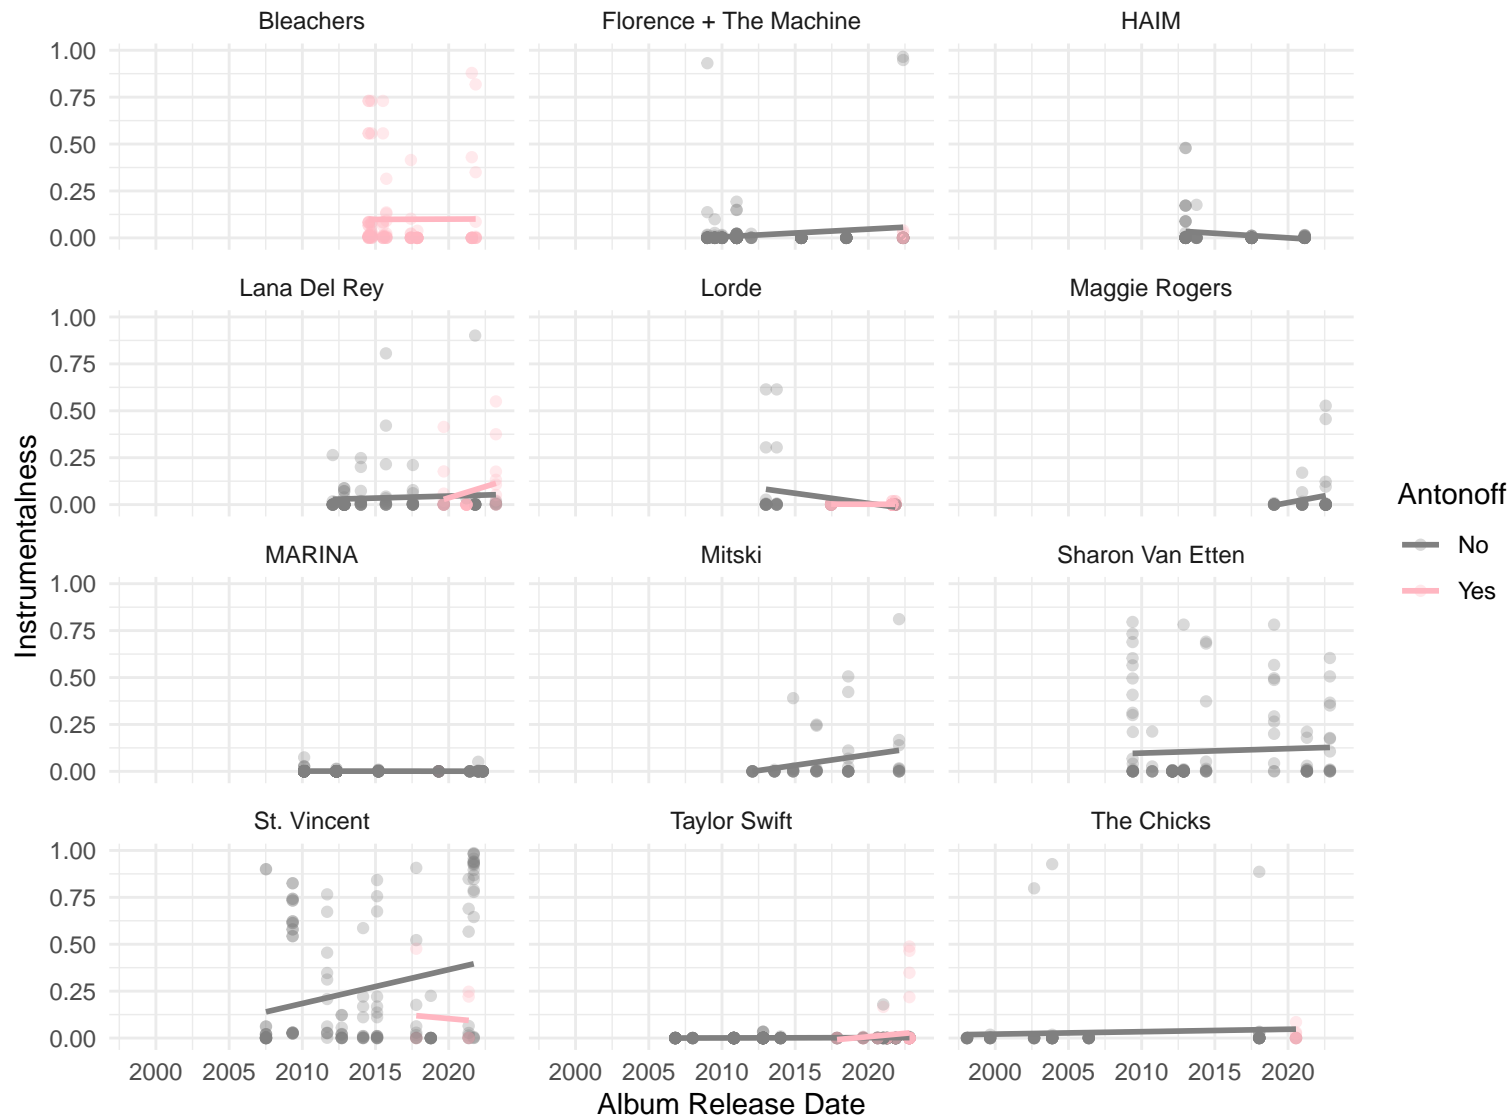 Bleachers Florence + The Machine HAIM
1.00
0.75
0.50
0.25
0.00
Lana Del Rey Lorde Maggie Rogers
1.00
0.75
0.50
0.25
0.00
MARINA Mitski Sharon Van Etten
1.00
0.75
0.50
0.25
0.00
St. Vincent Taylor Swift The Chicks
1.00
0.75
0.50
0.25
0.00
2000 2005 2010 2015 2020 2000 2005 2010 2015 2020 2000 2005 2010 2015 2020
Album Release Date
Instrumentalness
Antonoff
No
Yes